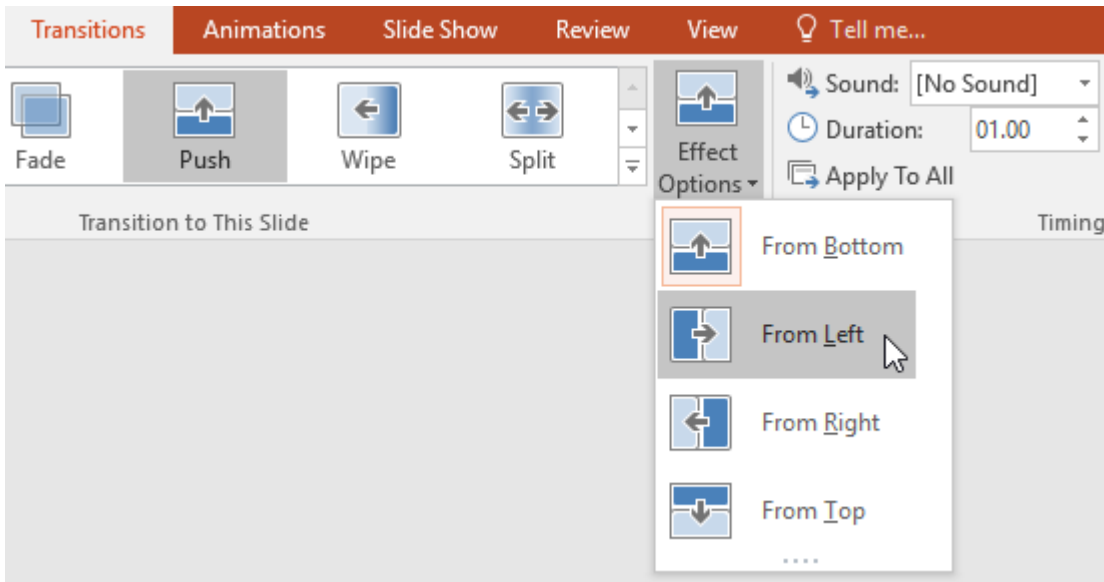 Transitions Animations Slide Show Review View Tell me...
Fade Push Wipe Split
Effect
Options
Sound: [No Sound]
Duration: 01.00
Apply To All
Transition to This Slide
Timing
From Bottom
From Left
From Right
From Top